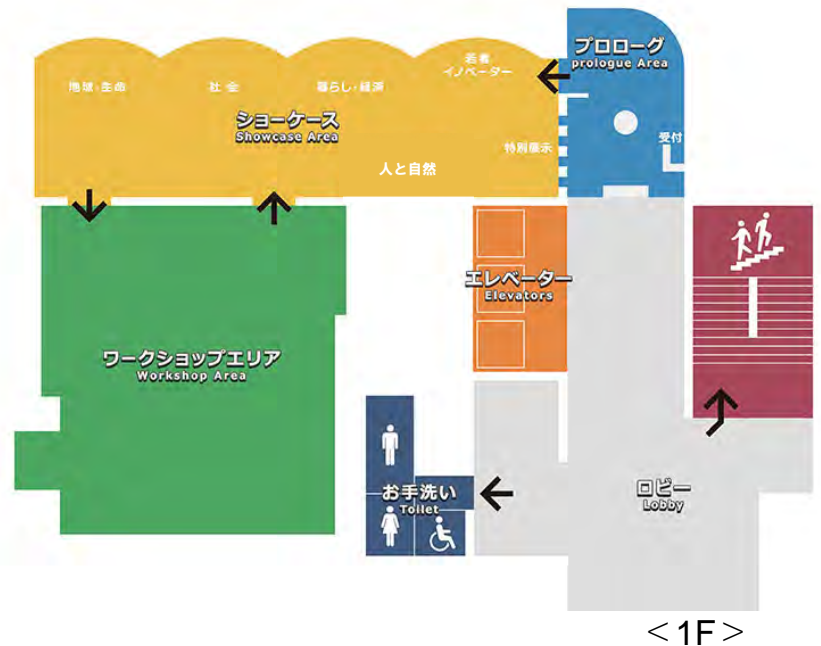 プロローグ
prologue Area
受付
若者
イノベーター
地球・生命
社会
暮らし・経済
ショーケース
Showcase Area
特別展示
人と自然
エレベーター
Elevators
ワークショップエリア
Workshop Area
お手洗い
Toilet
ロビー
Lobby
＜1F＞